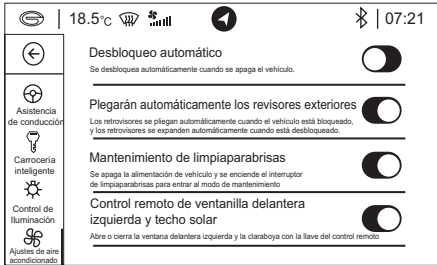 18.5°C
07:21
Desbloqueo automático
Se desbloquea automáticamente cuando se apaga el vehículo.
Asistencia
de conducción
Plegarán automáticamente los revisores exteriores
Los retrovisores se pliegan automáticamente cuando el vehículo está bloqueado,
y los retrovisores se expanden automáticamente cuando está desbloqueado.
Carrocería
inteligente
Mantenimiento de limpiaparabrisas
Se apaga la alimentación de vehículo y se enciende el interruptor
de limpiaparabrisas para entrar al modo de mantenimiento
Control de
Iluminación
Control remoto de ventanilla delantera
izquierda y techo solar
Abre o cierra la ventana delantera izquierda y la claraboya con la llave del control remoto
Ajustes de aire
acondicionado